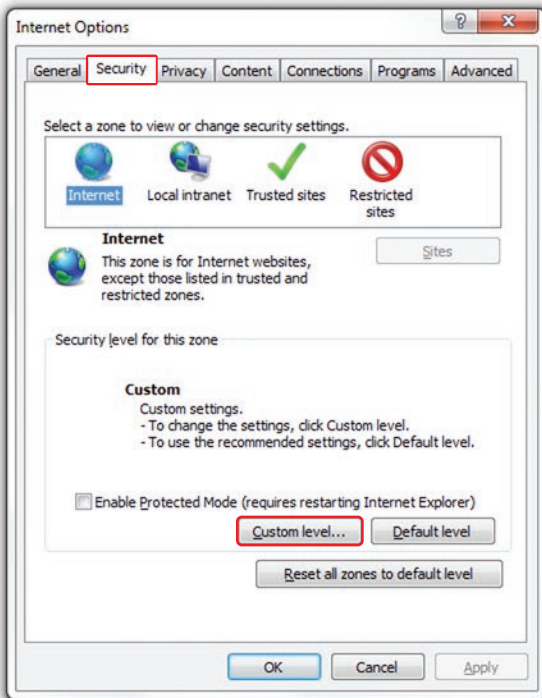 Internet Options
General Security Privacy Content Connections Programs Advanced
Select a zone to view or change security settings.
Internet Local intranet Trusted sites Restricted sites
Internet
Sites
This zone is for Internet websites,
except those listed in trusted and
restricted zones.
Security level for this zone
Custom
Custom settings.
- To change the settings, click Custom level.
- To use the recommended settings, click Default level.
Enable Protected Mode (requires restarting Internet Explorer)
Custom level... Default level
Reset all zones to default level
OK Cancel Apply